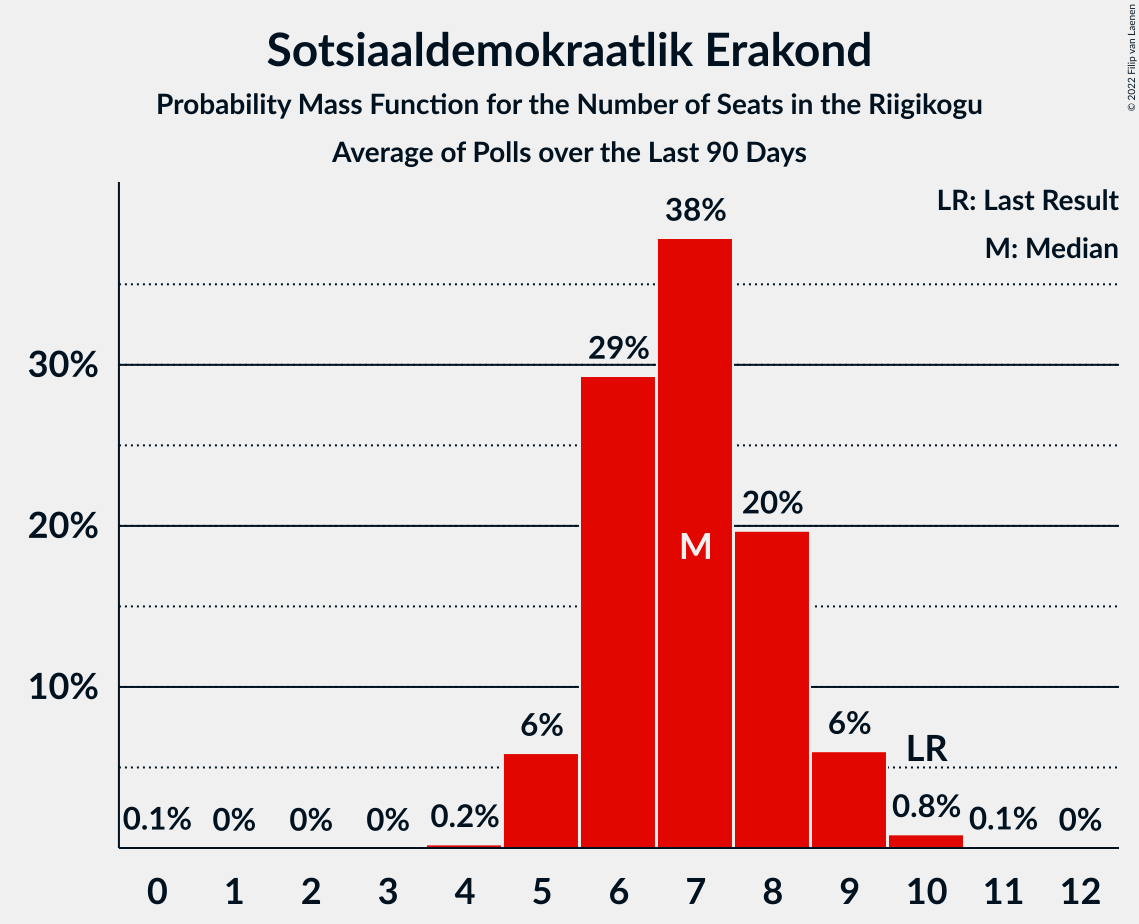 Sotsiaaldemokraatlik Erakond
Probability Mass Function for the Number of Seats in the Riigikogu
Average of Polls over the Last 90 Days
© 2022 Filip van Laenen
LR: Last Result
M: Median
38%
29%
30%
20%
20%
M
10%
6%
6%
LR
0.1% 0% 0% 0% 0.2% 0.8% 0.1% 0%
0 1 2 3 4 5 6 7 8 9 10 11 12